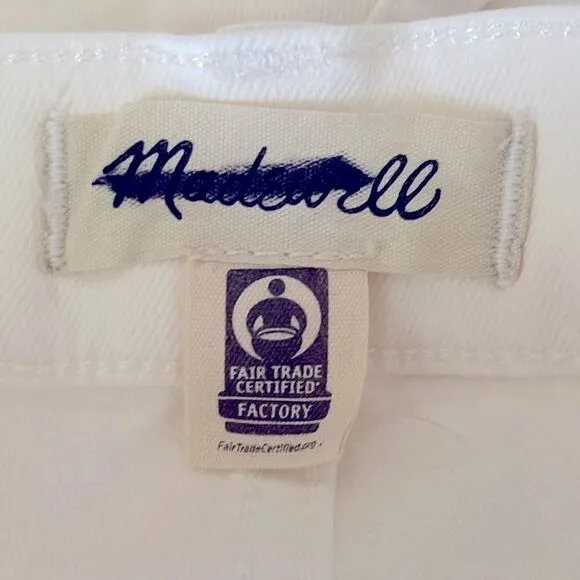 Madewell
FAIR TRADE
CERTIFIED
FACTORY
FairTradeCertified.org